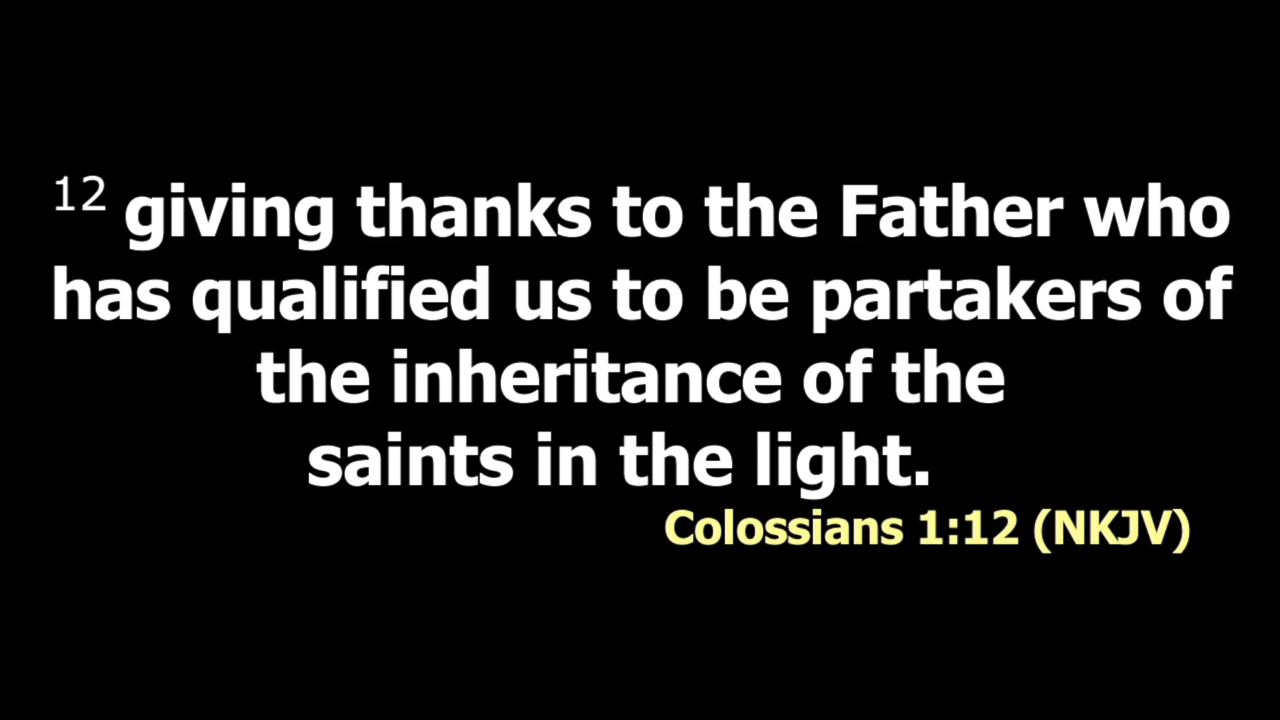 12 giving thanks to the Father who
has qualified us to be partakers of
the inheritance of the
saints in the light.
Colossians 1:12 (NKJV)